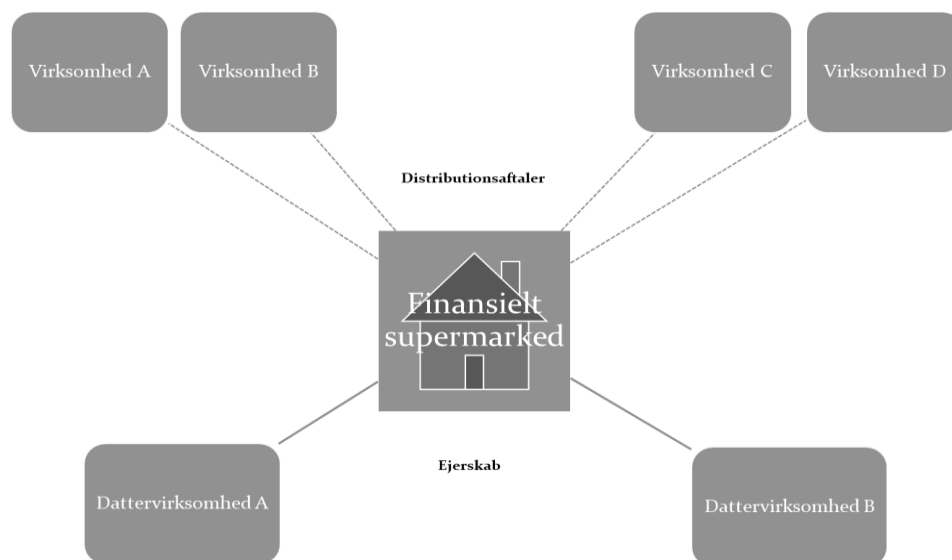 Virksomhed A
Virksomhed B
Virksomhed C
Virksomhed D
Distributionsaftaler
Finansielt
supermarked
Ejerskab
Dattervirksomhed A
Dattervirksomhed B